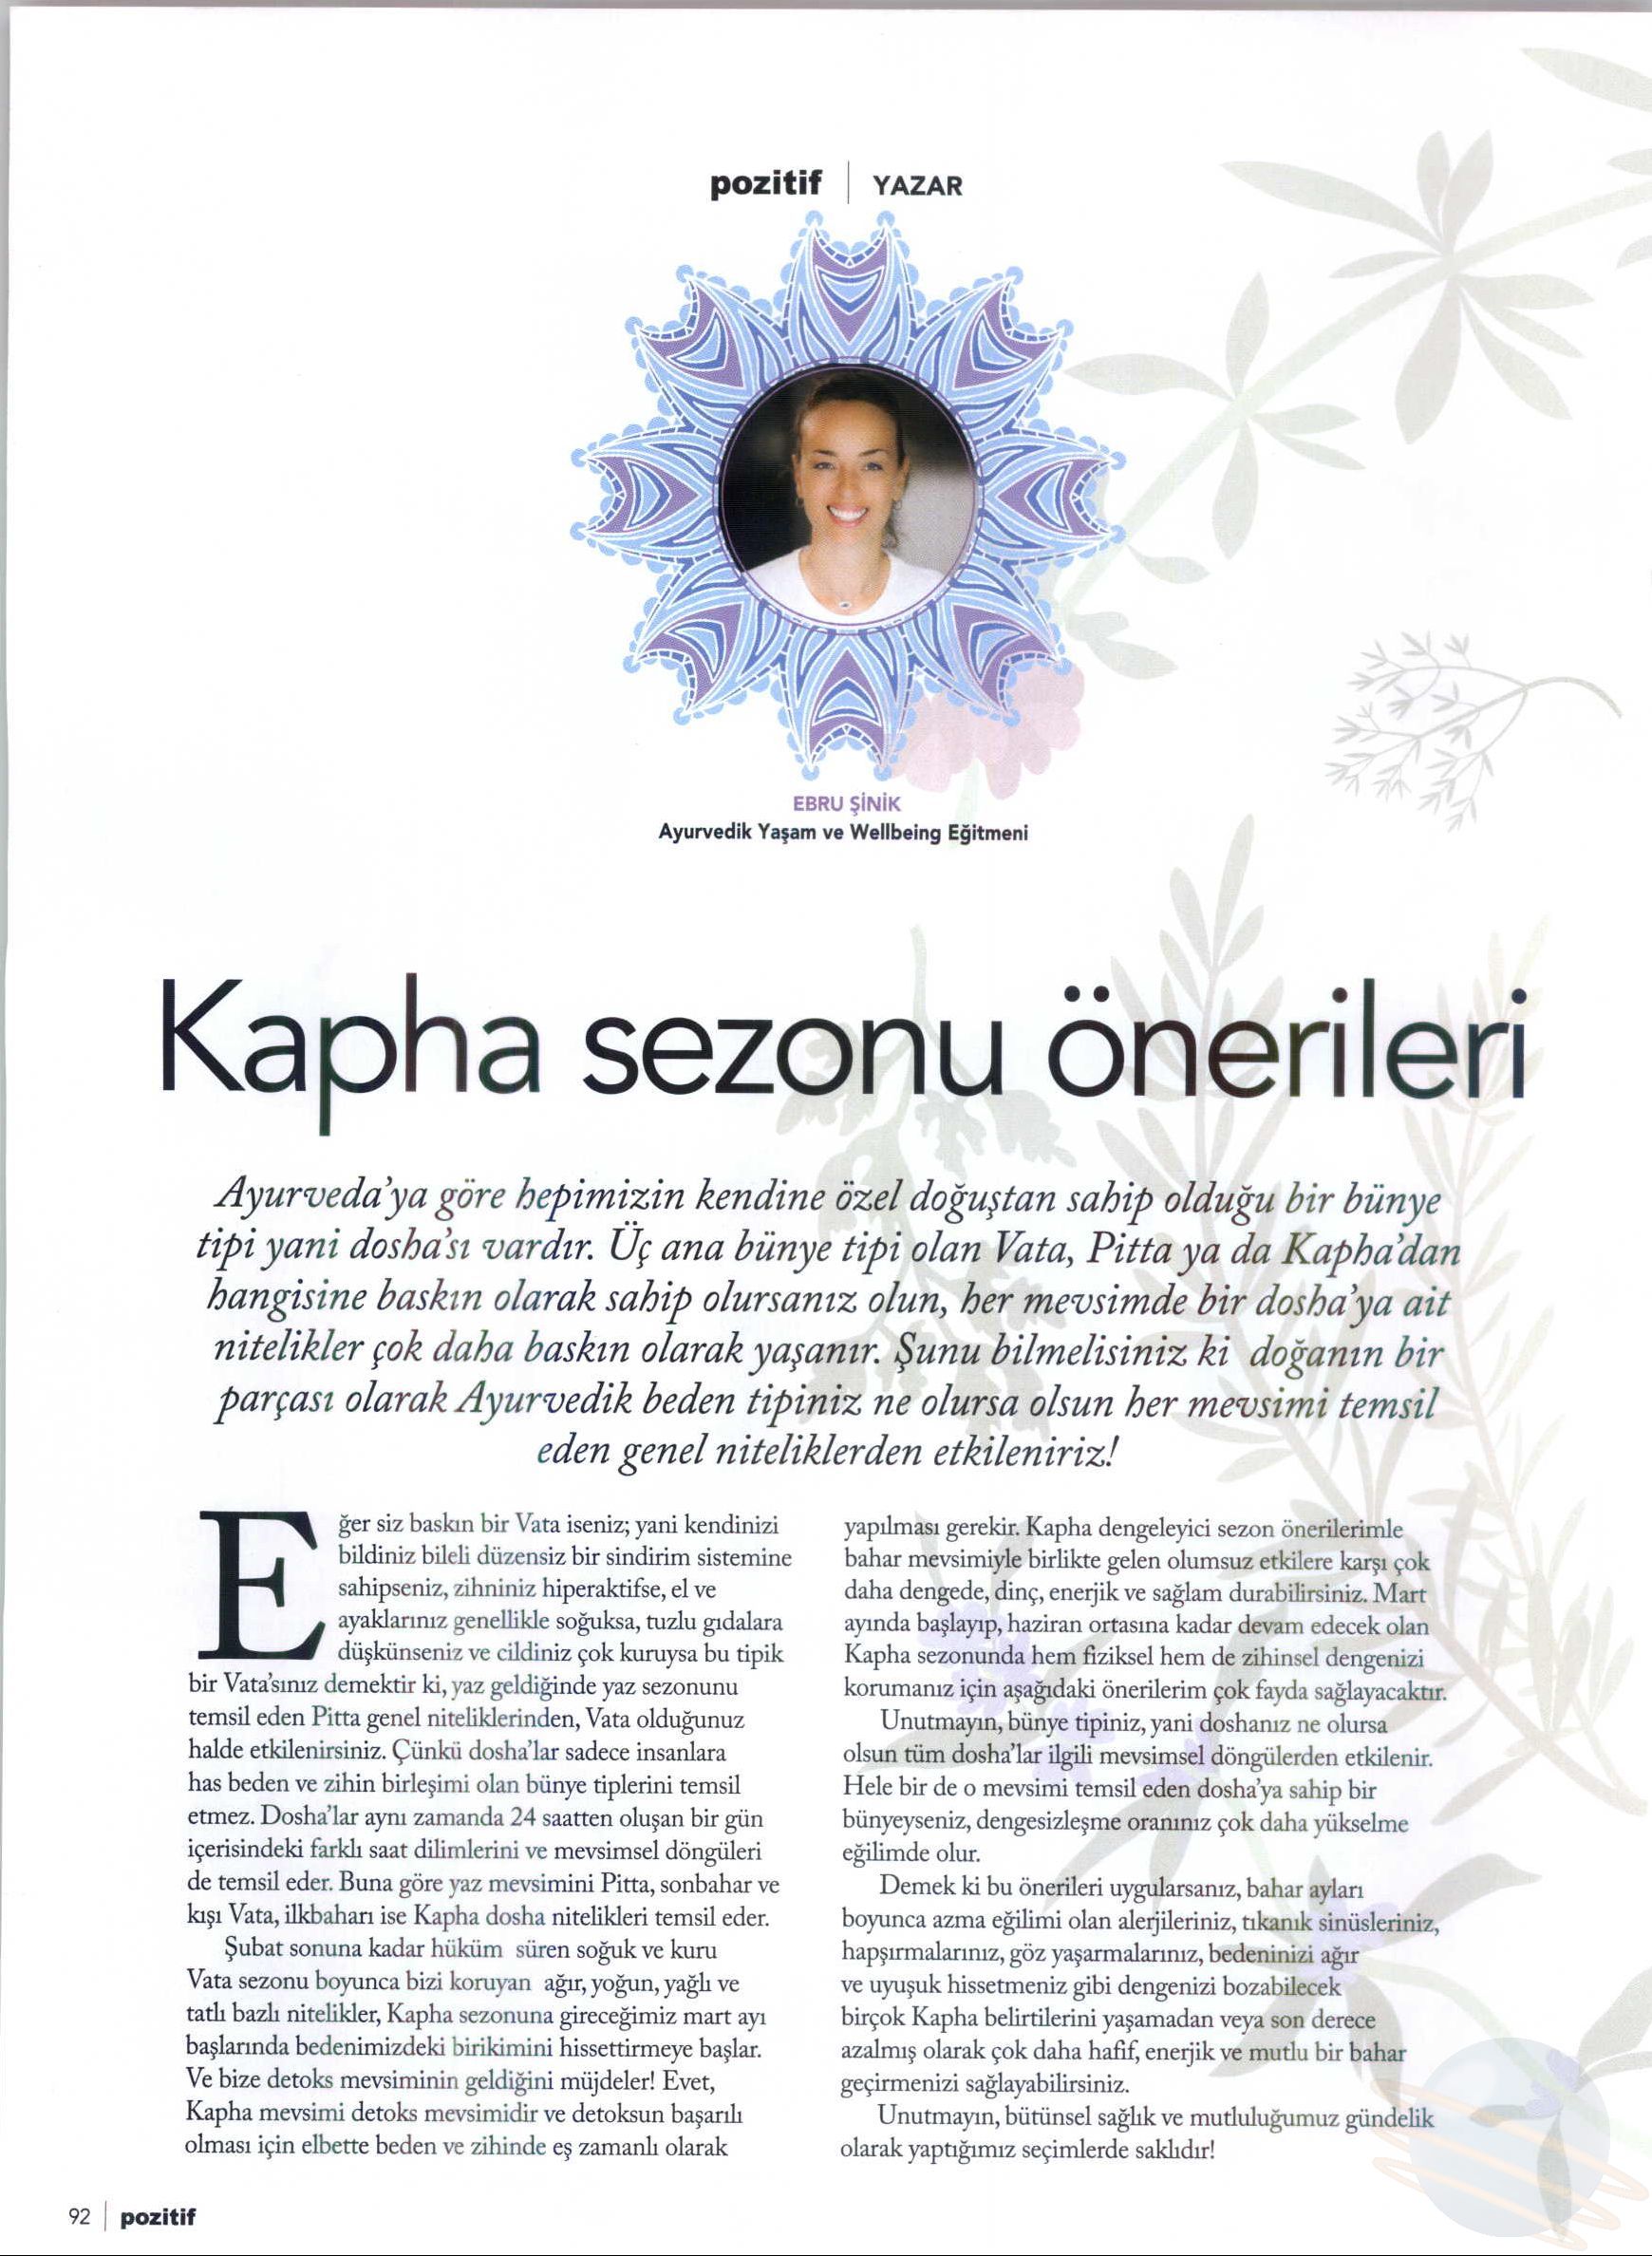 pozitif | YAZAR
EBRU ŞİNİK
Ayurvedik Yaşam ve Wellbeing Eğitmeni
Kapha sezonu önerileri
Ayurveda'ya göre hepimizin kendine özel doğuştan sahip olduğu bir bünye
tipi yani dosha'sı vardır. Üç ana bünye tipi olan Vata, Pitta ya da Kapha'dan
hangisine baskın olarak sahip olursanız olun, her mevsimde bir dosha'ya ait
nitelikler çok daha baskın olarak yaşanır. Şunu bilmelisiniz ki doğanın bir
parçası olarak Ayurvedik beden tipiniz ne olursa olsun her mevsimi temsil
eden genel niteliklerden etkileniriz!
Eğer siz baskın bir Vata iseniz; yani kendinizi
bildiniz bileli düzensiz bir sindirim sistemine
sahipseniz, zihniniz hiperaktifse, el ve
ayaklarınız genellikle soğuksa, tuzlu gıdalara
düşkünseniz ve cildiniz çok kuruysa bu tipik
bir Vata'sınız demektir ki, yaz geldiğinde yaz sezonunu
temsil eden Pitta genel niteliklerinden, Vata olduğunuz
halde etkilenirsiniz. Çünkü dosha'lar sadece insanlara
has beden ve zihin birleşimi olan bünye tiplerini temsil
etmez. Dosha'lar aynı zamanda 24 saatten oluşan bir gün
içerisindeki farklı saat dilimlerini ve mevsimsel döngüleri
de temsil eder. Buna göre yaz mevsimini Pitta, sonbahar ve
kışı Vata, ilkbaharı ise Kapha dosha nitelikleri temsil eder.
Şubat sonuna kadar hüküm süren soğuk ve kuru
Vata sezonu boyunca bizi koruyan ağır, yoğun, yağlı ve
tatlı bazlı nitelikler, Kapha sezonuna gireceğimiz mart ayı
başlarında bedenimizdeki birikimini hissettirmeye başlar.
Ve bize detoks mevsiminin geldiğini müjdeler! Evet,
Kapha mevsimi detoks mevsimidir ve detoksun başarılı
olması için elbette beden ve zihinde eş zamanlı olarak
yapılması gerekir. Kapha dengeleyici sezon önerilerimle
bahar mevsimiyle birlikte gelen olumsuz etkilere karşı çok
daha dengede, dinç, enerjik ve sağlam durabilirsiniz. Mart
ayında başlayıp, haziran ortasına kadar devam edecek olan
Kapha sezonunda hem fiziksel hem de zihinsel dengenizi
korumanız için aşağıdaki önerilerim çok fayda sağlayacaktır.
Unutmayın, bünye tipiniz, yani doshanız ne olursa
olsun tüm dosha'lar ilgili mevsimsel döngülerden etkilenir.
Hele bir de o mevsimi temsil eden dosha'ya sahip bir
bünyeyseniz, dengesizleşme oranınız çok daha yükselme
eğilimde olur.
Demek ki bu önerileri uygularsanız, bahar ayları
boyunca azma eğilimi olan alerjileriniz, tıkanık sinüsleriniz,
hapşırmalarınız, göz yaşarmalarınız, bedeninizi ağır
ve uyuşuk hissetmeniz gibi dengenizi bozabilecek
birçok Kapha belirtilerini yaşamadan veya son derece
azalmış olarak çok daha hafif, enerjik ve mutlu bir bahar
geçirmenizi sağlayabilirsiniz.
Unutmayın, bütünsel sağlık ve mutluluğumuz gündelik
olarak yaptığımız seçimlerde saklıdır!
92 | pozitif